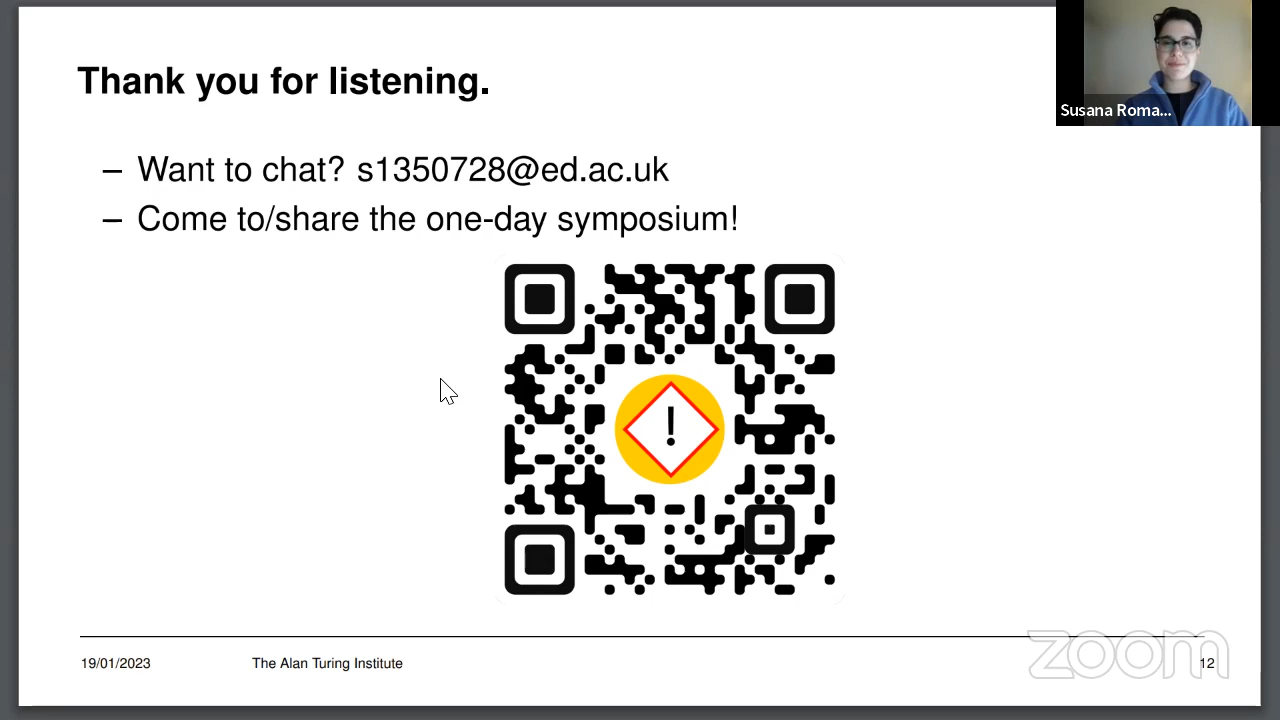 Thank you for listening.
Susana Roma...
– Want to chat? s1350728@ed.ac.uk
– Come to/share the one-day symposium!
!
19/01/2023 The Alan Turing Institute 12
zoom